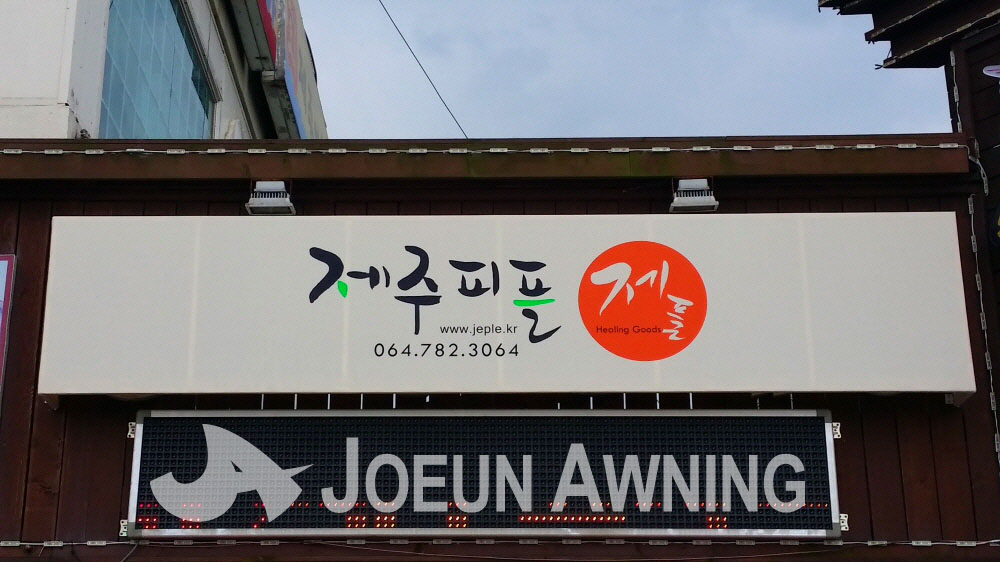 제주피플
www.jeple.kr
064.782.3064
제플
Healing Goods
JOEUN AWNING